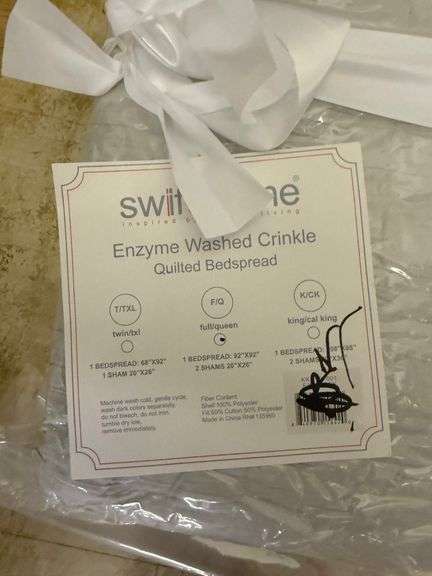 Enzyme Washed Crinkle
Quilted Bedspread
T/TXL
F/Q
K/CK
twin/txl
full/queen
king/cal king
1 BEDSPREAD: 68"X92"
1 SHAM 20"X26"
1 BEDSPREAD: 92"X92"
2 SHAMS 20"X26"
1 BEDSPREAD:
2
Machine wash cold, gentle cycle,
wash dark colors separately,
do not bleach, do not iron,
tumble dry low,
remove immediately.
Fiber Content:
Shell 100% Polyester
Fill 50% Cotton 50% Polyester
Made in China